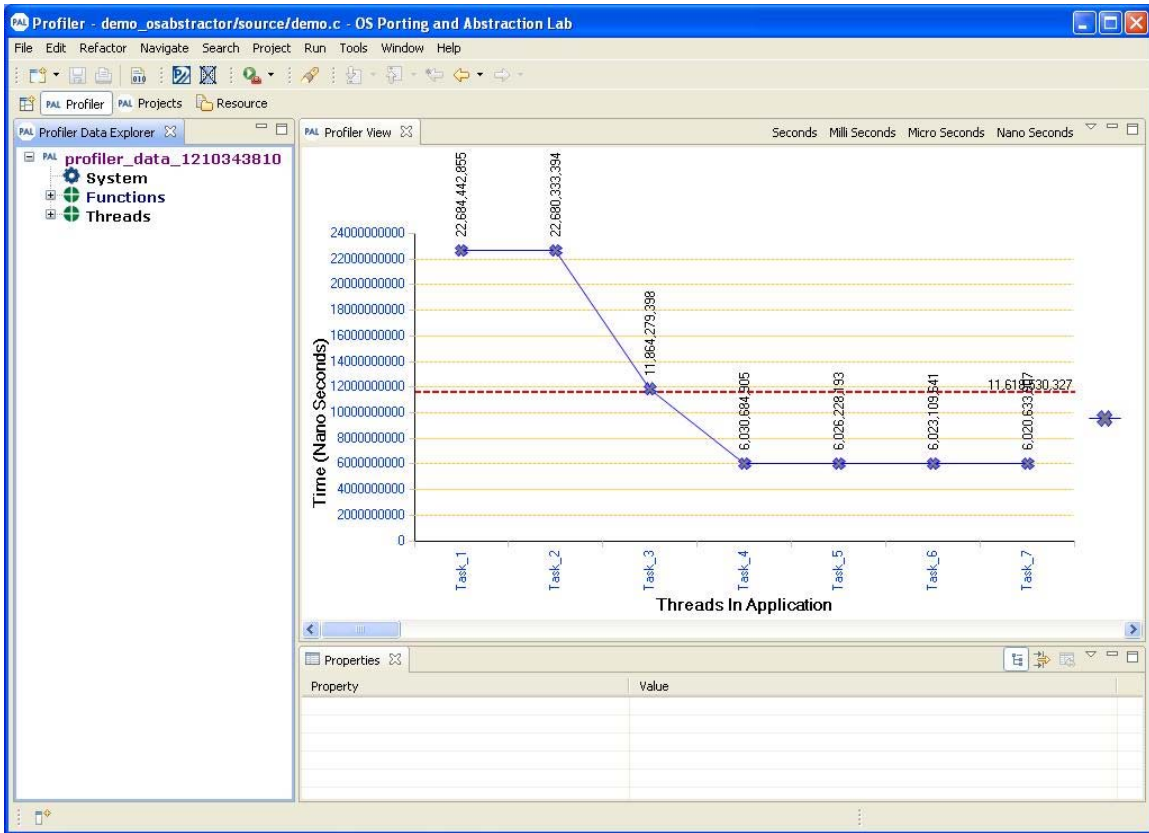 PAL Profiler - demo_osabstractor/source/demo.c - OS Porting and Abstraction Lab
File Edit Refactor Navigate Search Project Run Tools Window Help
010
PAL Profiler PAL Projects Resource
PAL Profiler Data Explorer
PAL profiler_data_1210343810
System
Functions
Threads
PAL Profiler View
Seconds Milli Seconds Micro Seconds Nano Seconds
22,684,442,855
22,680,333,394
11,864,279,398
6,030,684,905
6,026,228,193
6,023,109,541
11,618,530,327
24000000000
22000000000
20000000000
18000000000
16000000000
14000000000
12000000000
10000000000
8000000000
6000000000
4000000000
2000000000
0
Time (Nano Seconds)
Task_1
Task_2
Task_3
Task_4
Task_5
Task_6
Task_7
Threads In Application
Properties
Property Value